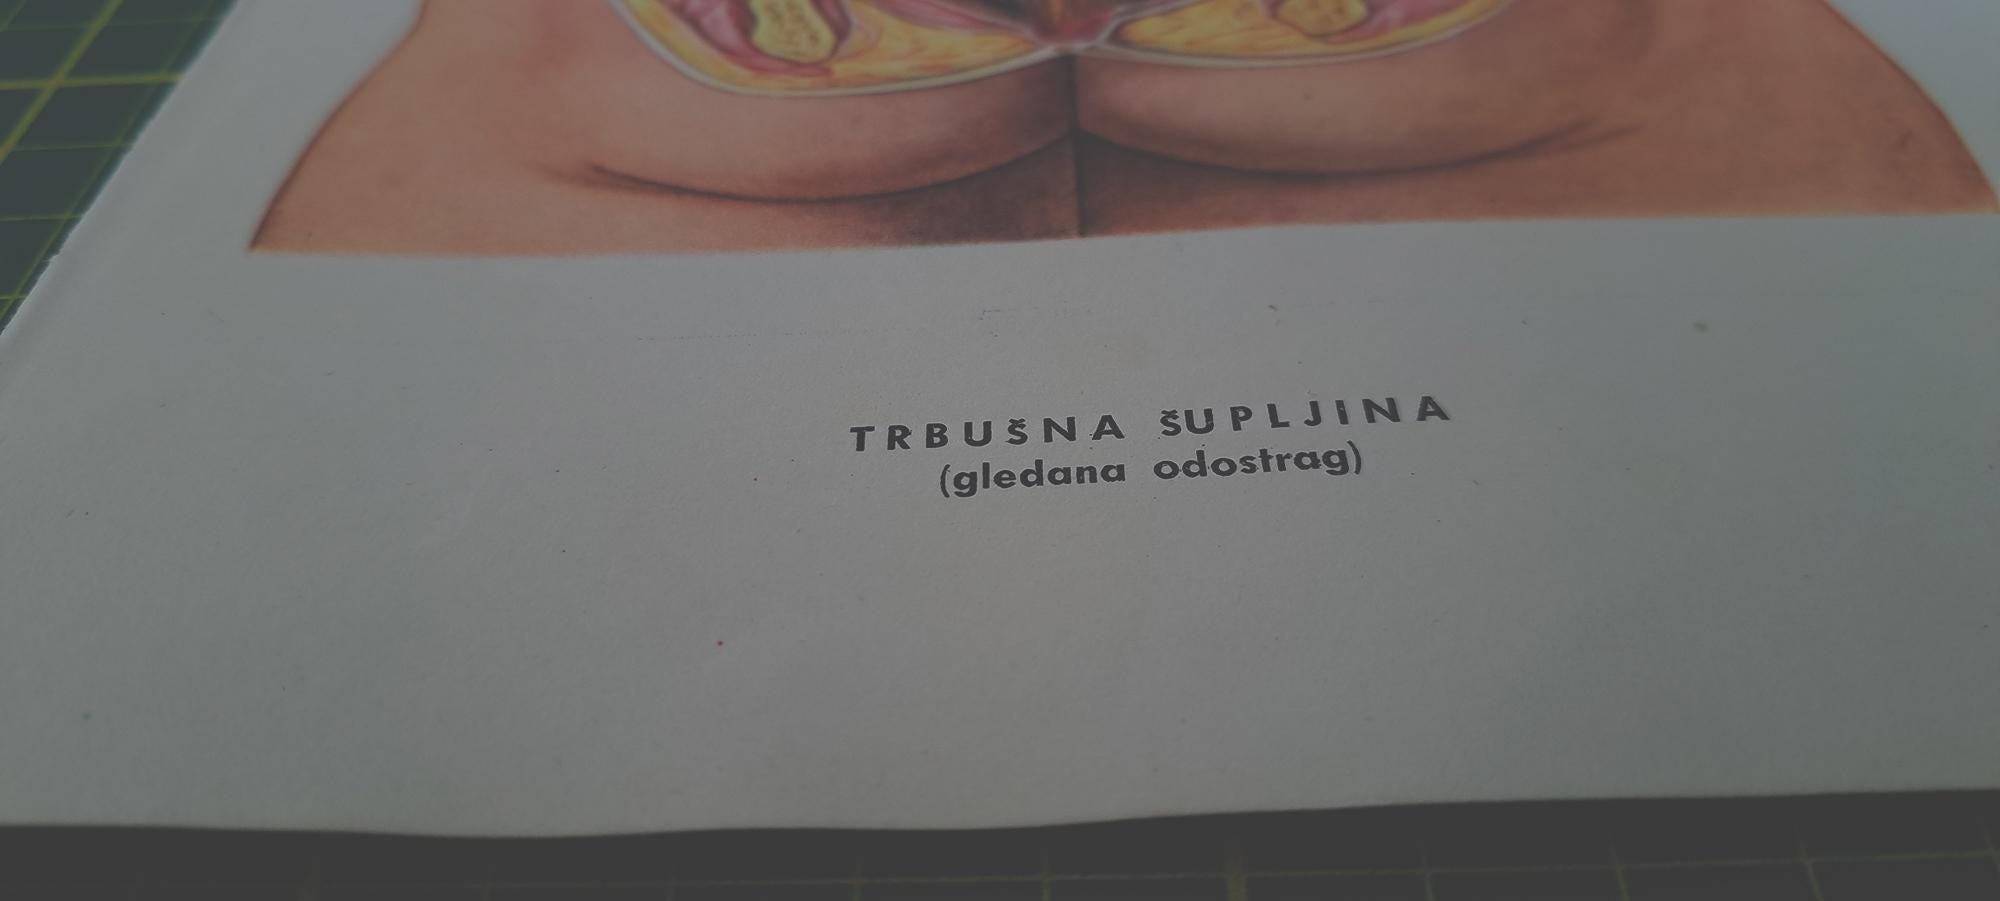 TRBUŠNA ŠUPLJINA
(gledana odostrag)